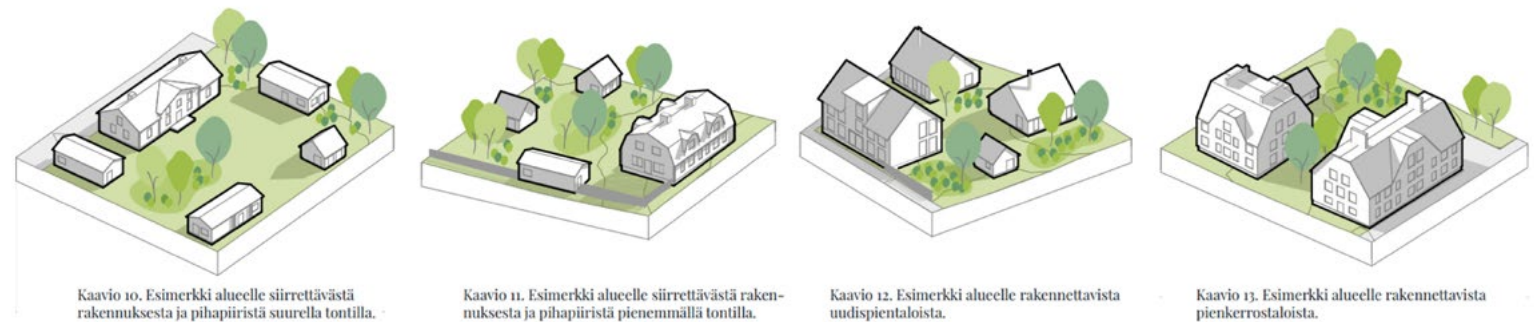 Kaavio 10. Esimerkki alueelle siirrettävästä
rakennuksesta ja pihapiiristä suurella tontilla.
Kaavio 11. Esimerkki alueelle siirrettävästä raken-
nuksesta ja pihapiiristä pienemmällä tontilla.
Kaavio 12. Esimerkki alueelle rakennettavista
uudispientaloista.
Kaavio 13. Esimerkki alueelle rakennettavista
pienkerrostaloista.